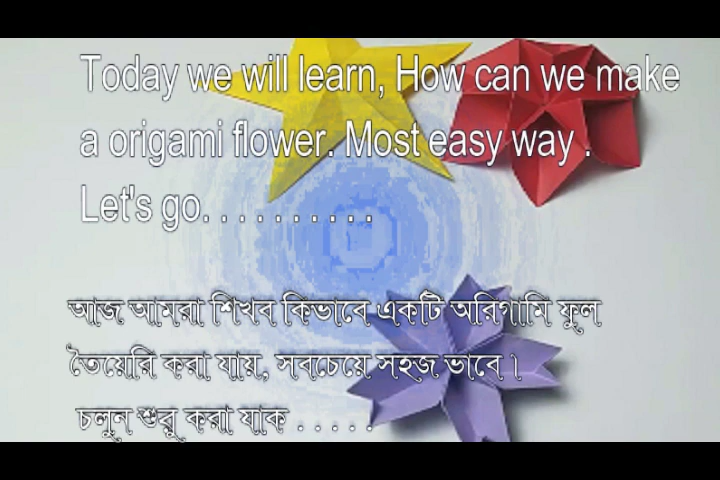 Today we will learn, How can we make
a origami flower. Most easy way .
Let's go. . . . . . . . . .
আজ আমরা শিখব কিভাবে একটি অরিগামি ফুল
তৈয়েরি করা যায়, সবচেয়ে সহজ ভাবে ।
চলুন শুরু করা যাক . . . . .